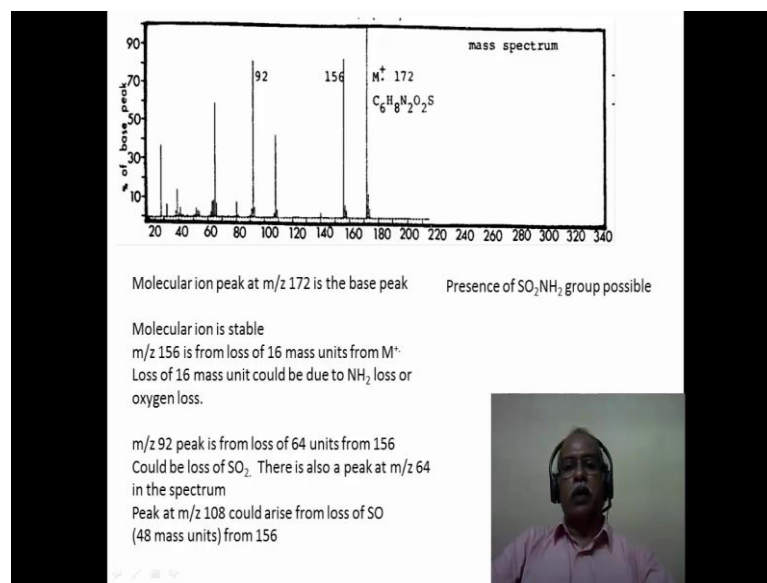 mass spectrum
90
70
50
30
10
% of base peak
92
156
M+. 172
C6H8N2O2S
20 40 60 80 100 120 140 160 180 200 220 240 260 280 300 320 340
Molecular ion peak at m/z 172 is the base peak
Presence of SO2NH2 group possible
Molecular ion is stable
m/z 156 is from loss of 16 mass units from M+.
Loss of 16 mass unit could be due to NH2 loss or
oxygen loss.
m/z 92 peak is from loss of 64 units from 156
Could be loss of SO2. There is also a peak at m/z 64
in the spectrum
Peak at m/z 108 could arise from loss of SO
(48 mass units) from 156